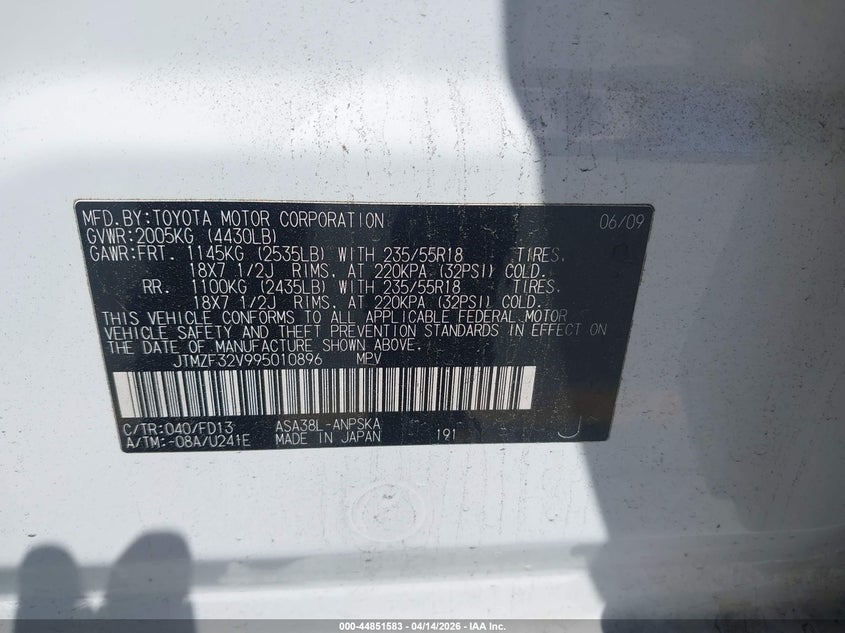 MFD.BY:TOYOTA MOTOR CORPORATION 06/09
GVWR:2005KG (4430LB)
GAWR:FRT. 1145KG (2535LB) WITH 235/55R18 TIRES,
18X7 1/2J RIMS, AT 220KPA (32PSI) COLD.
RR. 1100KG (2435LB) WITH 235/55R18 TIRES,
18X7 1/2J RIMS, AT 220KPA (32PSI) COLD.
THIS VEHICLE CONFORMS TO ALL APPLICABLE FEDERAL MOTOR
VEHICLE SAFETY AND THEFT PREVENTION STANDARDS IN EFFECT ON
THE DATE OF MANUFACTURE SHOWN ABOVE.
JTMZF32V995010896 MPV
C/TR:040/FD13 ASA38L-ANPSKA
A/TM:-08A/U241E MADE IN JAPAN 191 J
000-44851583 - 04/14/2026 - IAA Inc.